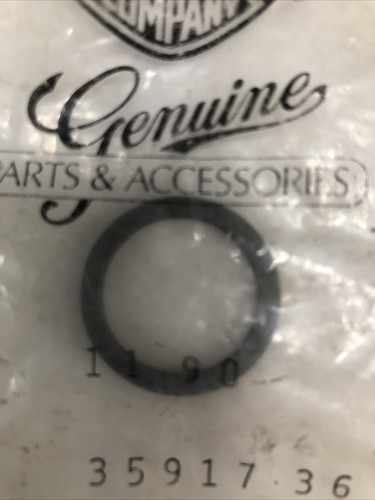 COMPANY
Genuine
PARTS & ACCESSORIES
11 90
35917 36